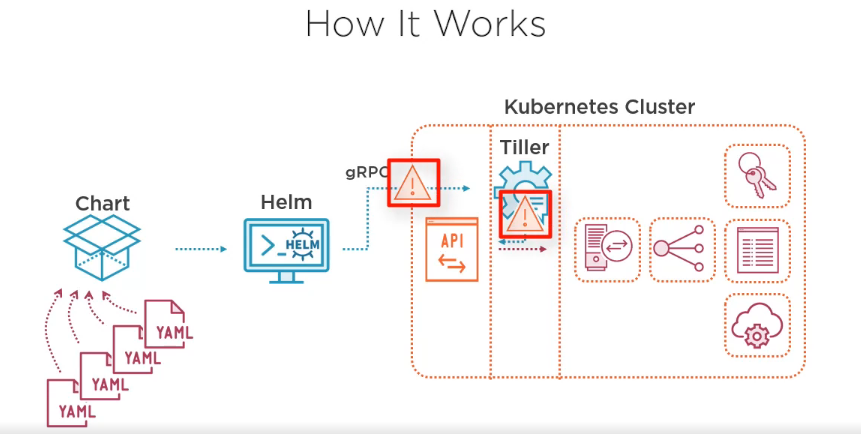 How It Works
Kubernetes Cluster
Tiller
gRPC
Chart
Helm
>_ HELM
API
YAML
YAML
YAML
YAML